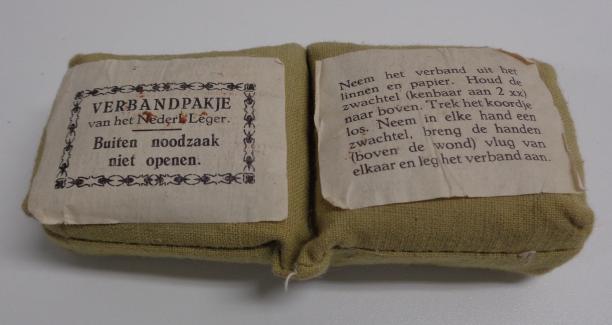 VERBANDPAKJE
van het Nederl. Leger.
Buiten noodzaak
niet openen.
Neem het verband uit het
linnen en papier. Houd de
zwachtel (kenbaar aan 2 xx)
naar boven. Trek het koordje
los. Neem in elke hand een
zwachtel, breng de handen
(boven de wond) vlug van
elkaar en leg het verband aan.